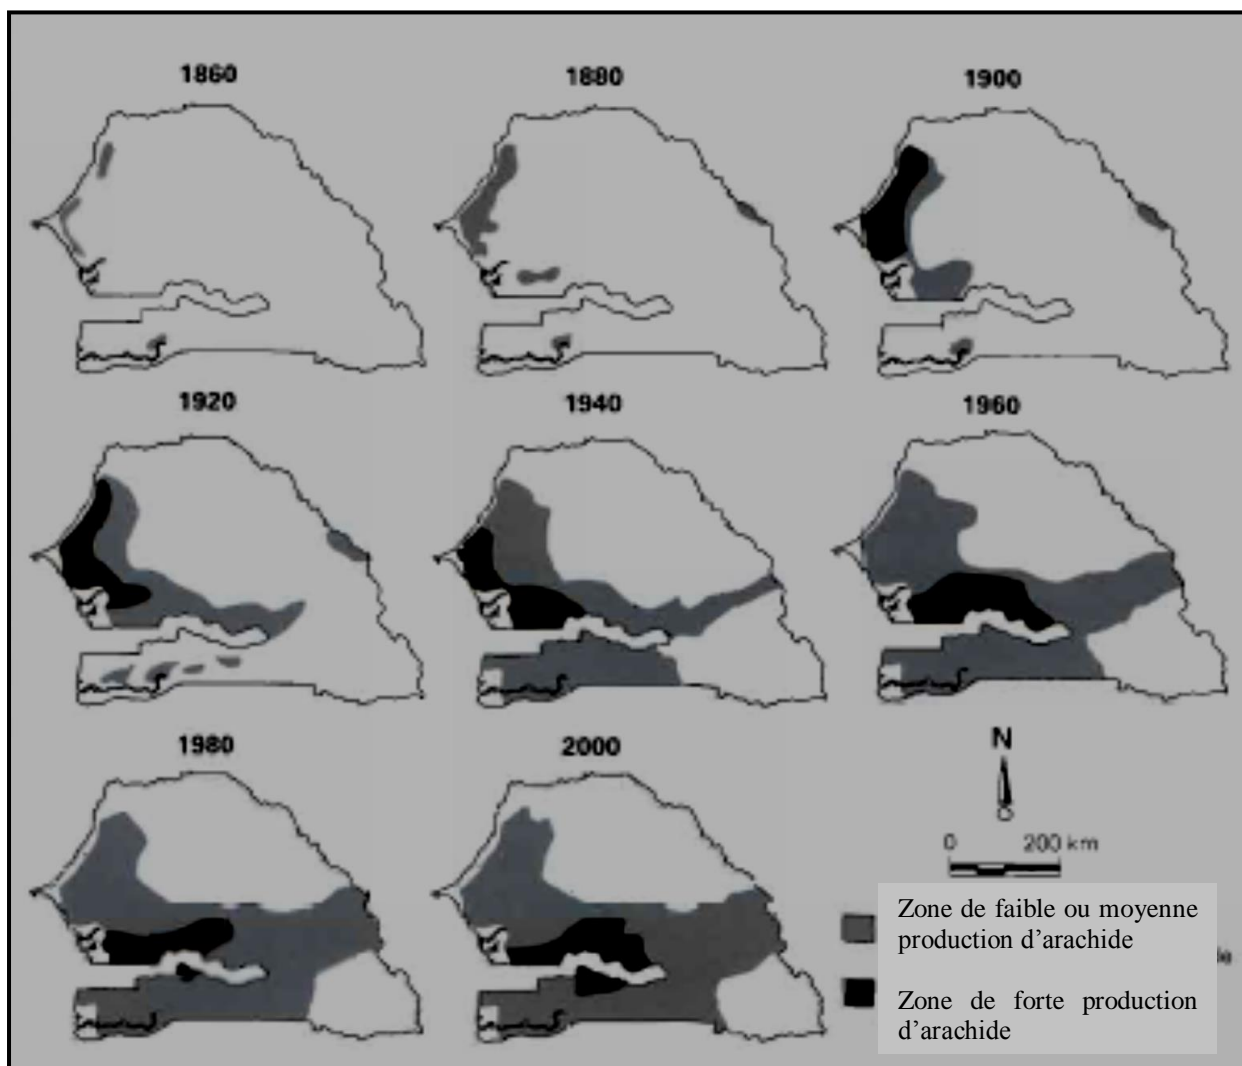 1860
1880
1900
1920
1940
1960
1980
2000
N
0 200 km
Zone de faible ou moyenne
production d'arachide
Zone de forte production
d'arachide